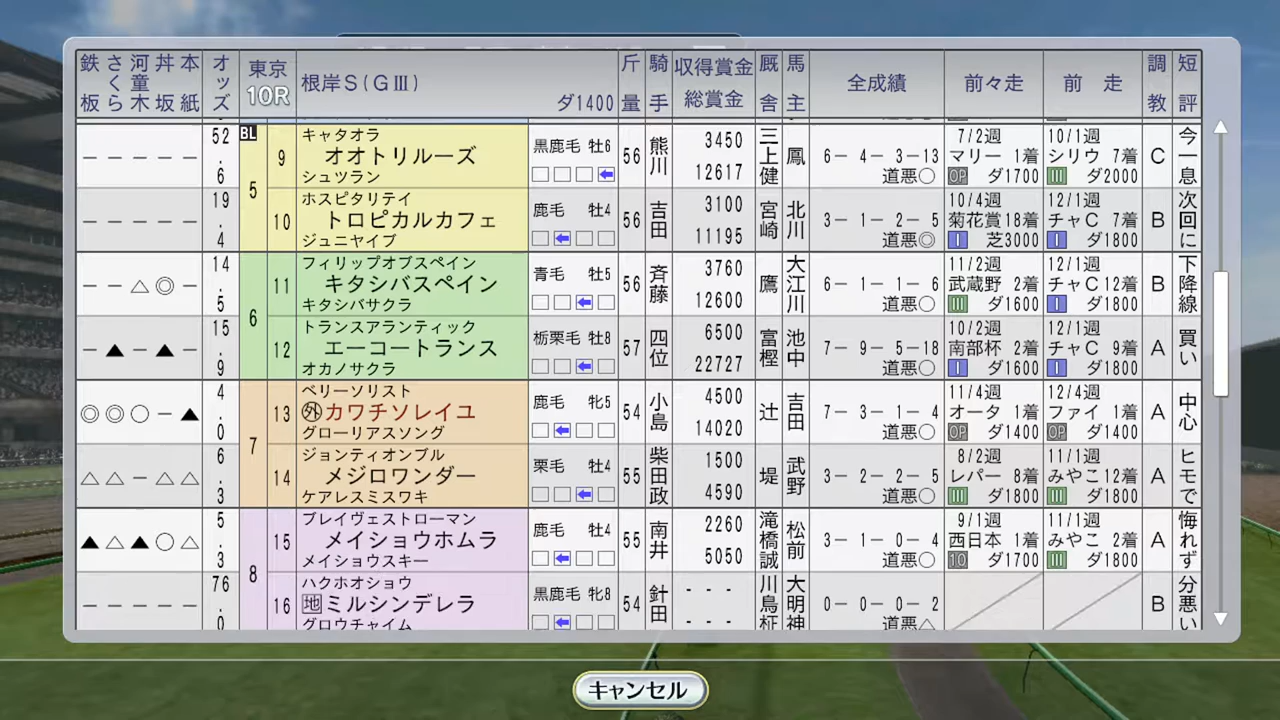 鉄板 さくら 河童木 丼坂 本紙 オッズ 東京 10R 根岸S(GⅢ) ダ1400 斤量 騎手 収得賞金 総賞金 厩舎 馬主 全成績 前々走 前 走 調教 短評
－ － － － － 52.6 BL 5 9 キャタオラ
オオトリルーズ
シュツラン
黒鹿毛 牡6 56 熊川 3450 12617 三上健 鳳 6－ 4－ 3－13 道悪○
7/2週 マリー 1着 OP ダ1700
10/1週 シリウ 7着 Ⅲ ダ2000
C 今一息
－ － － － － 19.4 10 ホスピタリテイ
トロピカルカフェ
ジュニヤイブ
鹿毛 牡4 56 吉田 3100 11195 宮崎 北川 3－ 1－ 2－ 5 道悪◎
10/4週 菊花賞18着 Ⅰ 芝3000
12/1週 チャC 7着 Ⅰ ダ1800
B 次回に
－ － △ ◎ － 14.5 6 11 フィリップオブスペイン
キタシバスペイン
キタシバサクラ
青毛 牡5 56 斉藤 3760 12600 鷹 大江川 6－ 1－ 1－ 6 道悪○
11/2週 武蔵野 2着 Ⅲ ダ1600
12/1週 チャC 12着 Ⅰ ダ1800
B 下降線
－ ▲ － ▲ － 15.9 12 トランスアランティック
エーコートランス
オカノサクラ
栃栗毛 牡8 57 四位 6500 22727 富樫 池中 7－ 9－ 5－18 道悪○
10/2週 南部杯 2着 Ⅰ ダ1600
12/1週 チャC 9着 Ⅰ ダ1800
A 買い
◎ ◎ ○ － ▲ 4.0 7 13 ベリーソリスト
外 カワチソレイユ
グローリアスソング
鹿毛 牝5 54 小島 4500 14020 辻 吉田 7－ 3－ 1－ 4 道悪○
11/4週 オータ 1着 OP ダ1400
12/4週 ファイ 1着 OP ダ1400
A 中心
△ △ － △ △ 6.3 14 ジョンティオンブル
メジロワンダー
ケアレスミスワキ
栗毛 牡4 55 柴田政 1500 4590 堤 武野 3－ 2－ 2－ 5 道悪○
8/2週 レパー 8着 Ⅲ ダ1800
11/1週 みやこ12着 Ⅲ ダ1800
A ヒモで
▲ △ ▲ ○ △ 5.3 8 15 ブレイヴェストローマン
メイショウホムラ
メイショウスキー
鹿毛 牡4 55 南井 2260 5050 滝橋誠 松前 3－ 1－ 0－ 4 道悪○
9/1週 西日本 1着 10 ダ1700
11/1週 みやこ 2着 Ⅲ ダ1800
A 悔れず
－ － － － － 76.0 16 ハクホオショウ
地 ミルシンデレラ
グロウチャイム
黒鹿毛 牝8 54 針田 - - - - - - 川島柾 大明神 0－ 0－ 0－ 2 道悪△
B 分悪い
キャンセル